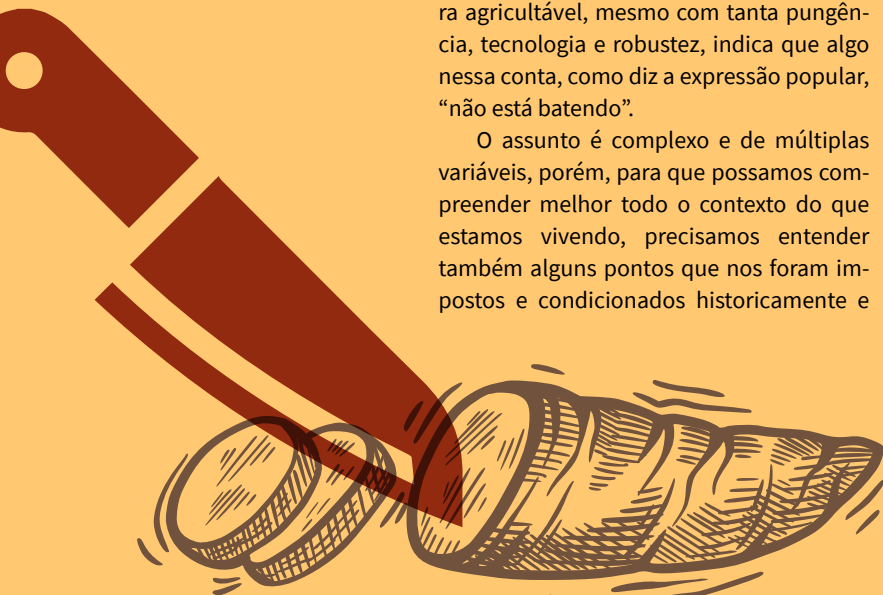 ra agricultável, mesmo com tanta pungên-
cia, tecnologia e robustez, indica que algo
nessa conta, como diz a expressão popular,
“não está batendo”.
O assunto é complexo e de múltiplas
variáveis, porém, para que possamos com-
preender melhor todo o contexto do que
estamos vivendo, precisamos entender
também alguns pontos que nos foram im-
postos e condicionados historicamente e